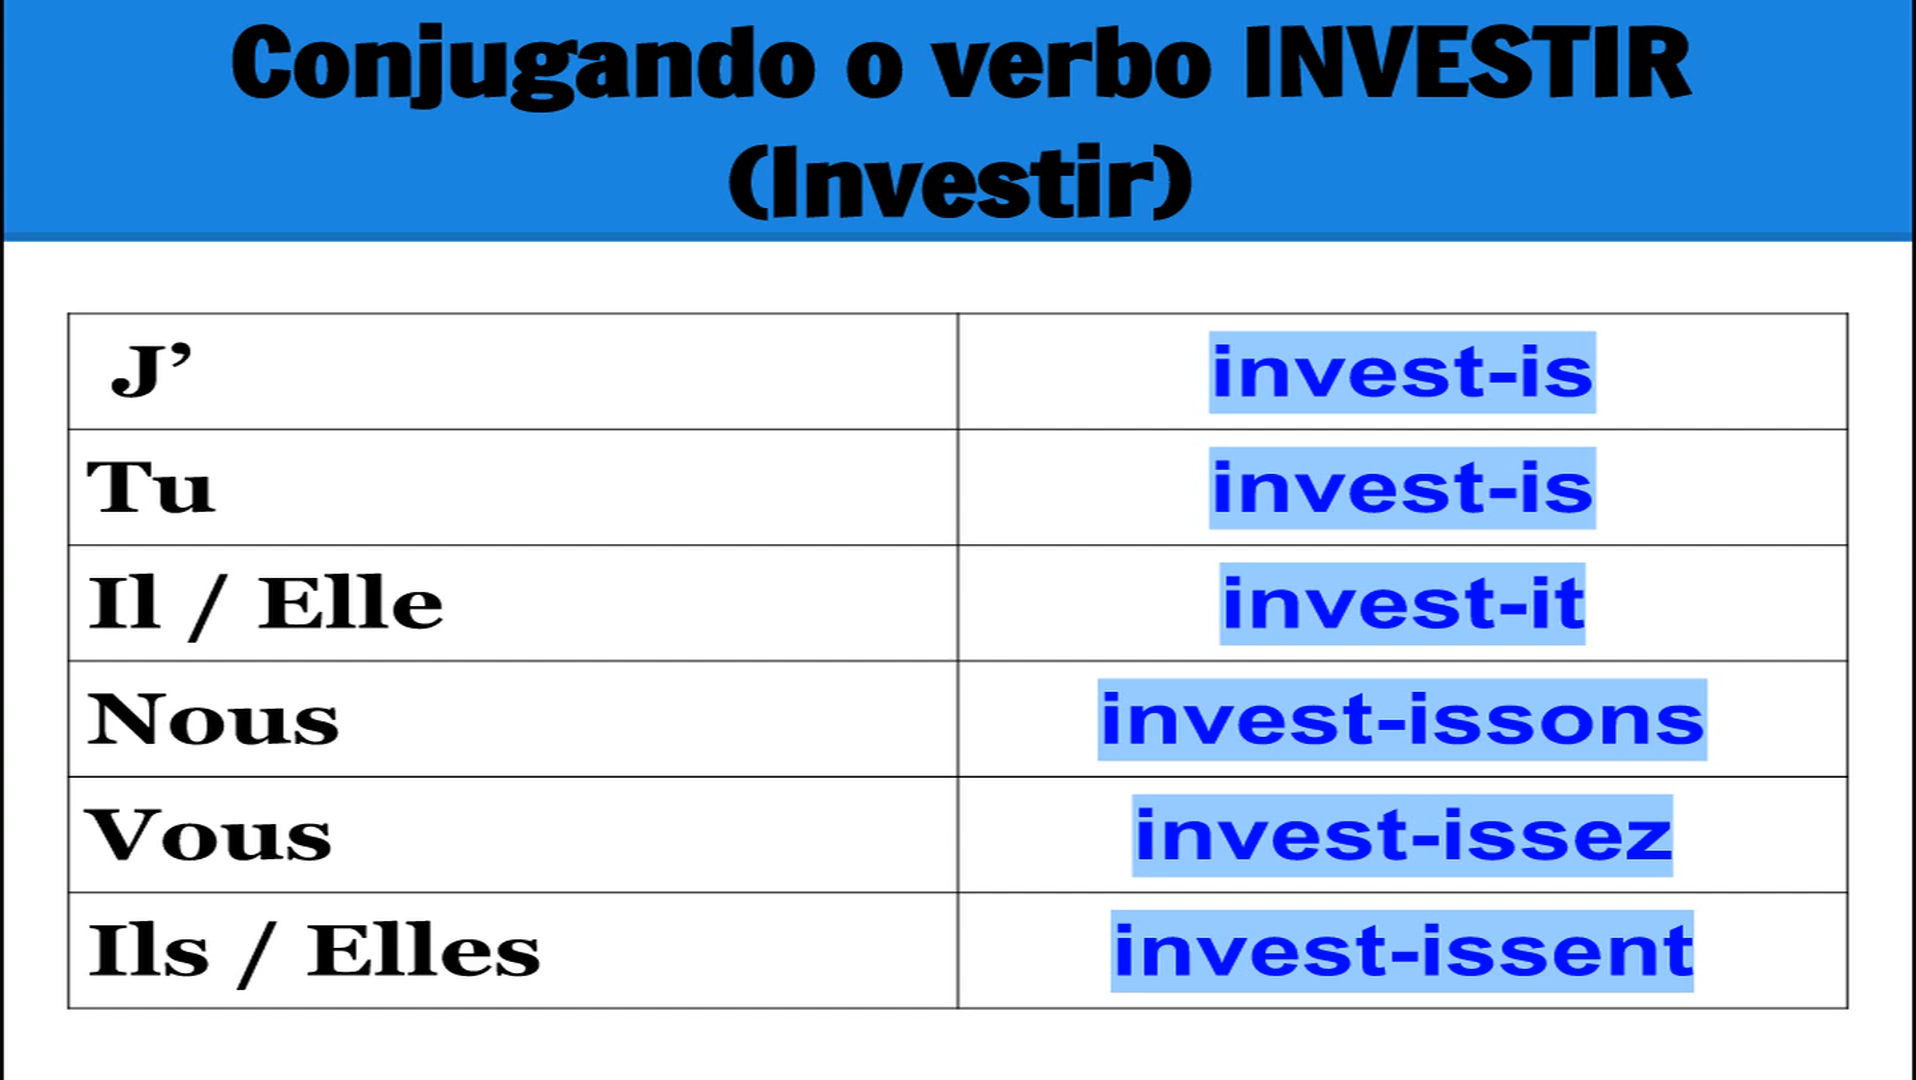 Conjugando o verbo INVESTIR
(Investir)
J’ invest-is
Tu invest-is
Il / Elle invest-it
Nous invest-issons
Vous invest-issez
Ils / Elles invest-issent